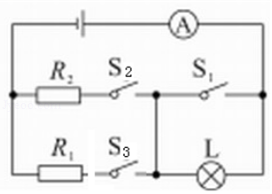 A
R₂ S₂ S₁
R₁ S₃ L